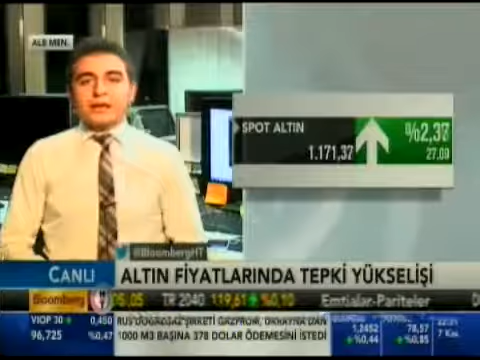 ALB MEN.
SPOT ALTIN
1.171,37
%2,37
27.09
@BloombergHT
CANLI
ALTIN FİYATLARINDA TEPKİ YÜKSELİŞİ
Bloomberg HT
05,05 TR 2040 119,61 %0,10 Emtialar-Pariteler
VIOP 30 0,450
96,725 %0,47
RUS DOĞALGAZ ŞİRKETİ GAZPROM, UKRAYNA'DAN
1000 M3 BAŞINA 378 DOLAR ÖDEMESİNİ İSTEDİ
1,2452 78,57
%0,44 %0,85
7 Kas.